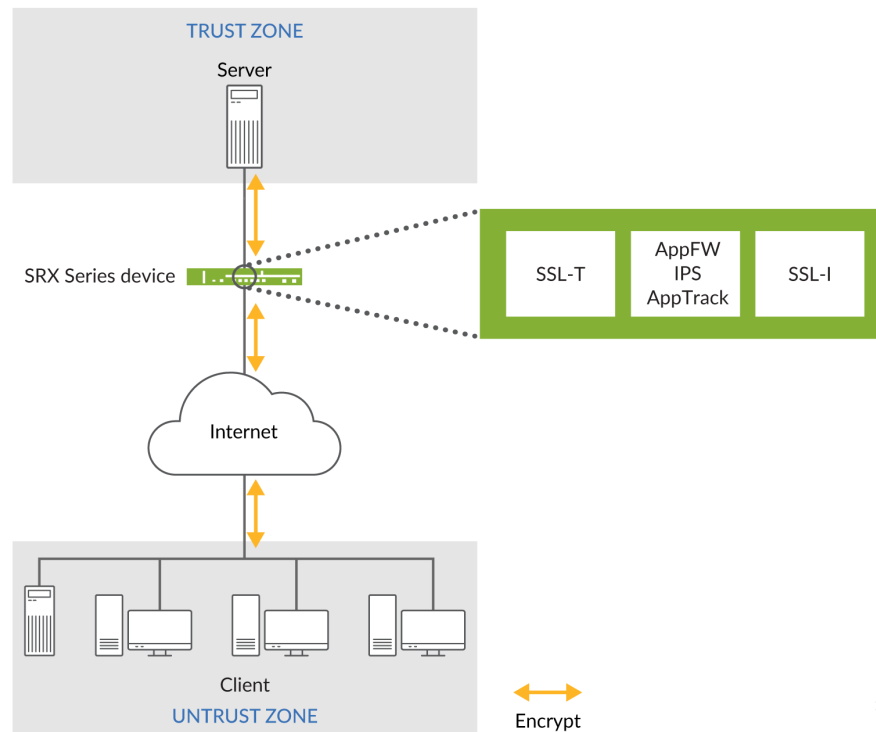 TRUST ZONE
Server
SRX Series device
SSL-T
AppFW
IPS
AppTrack
SSL-I
Internet
Client
UNTRUST ZONE
Encrypt